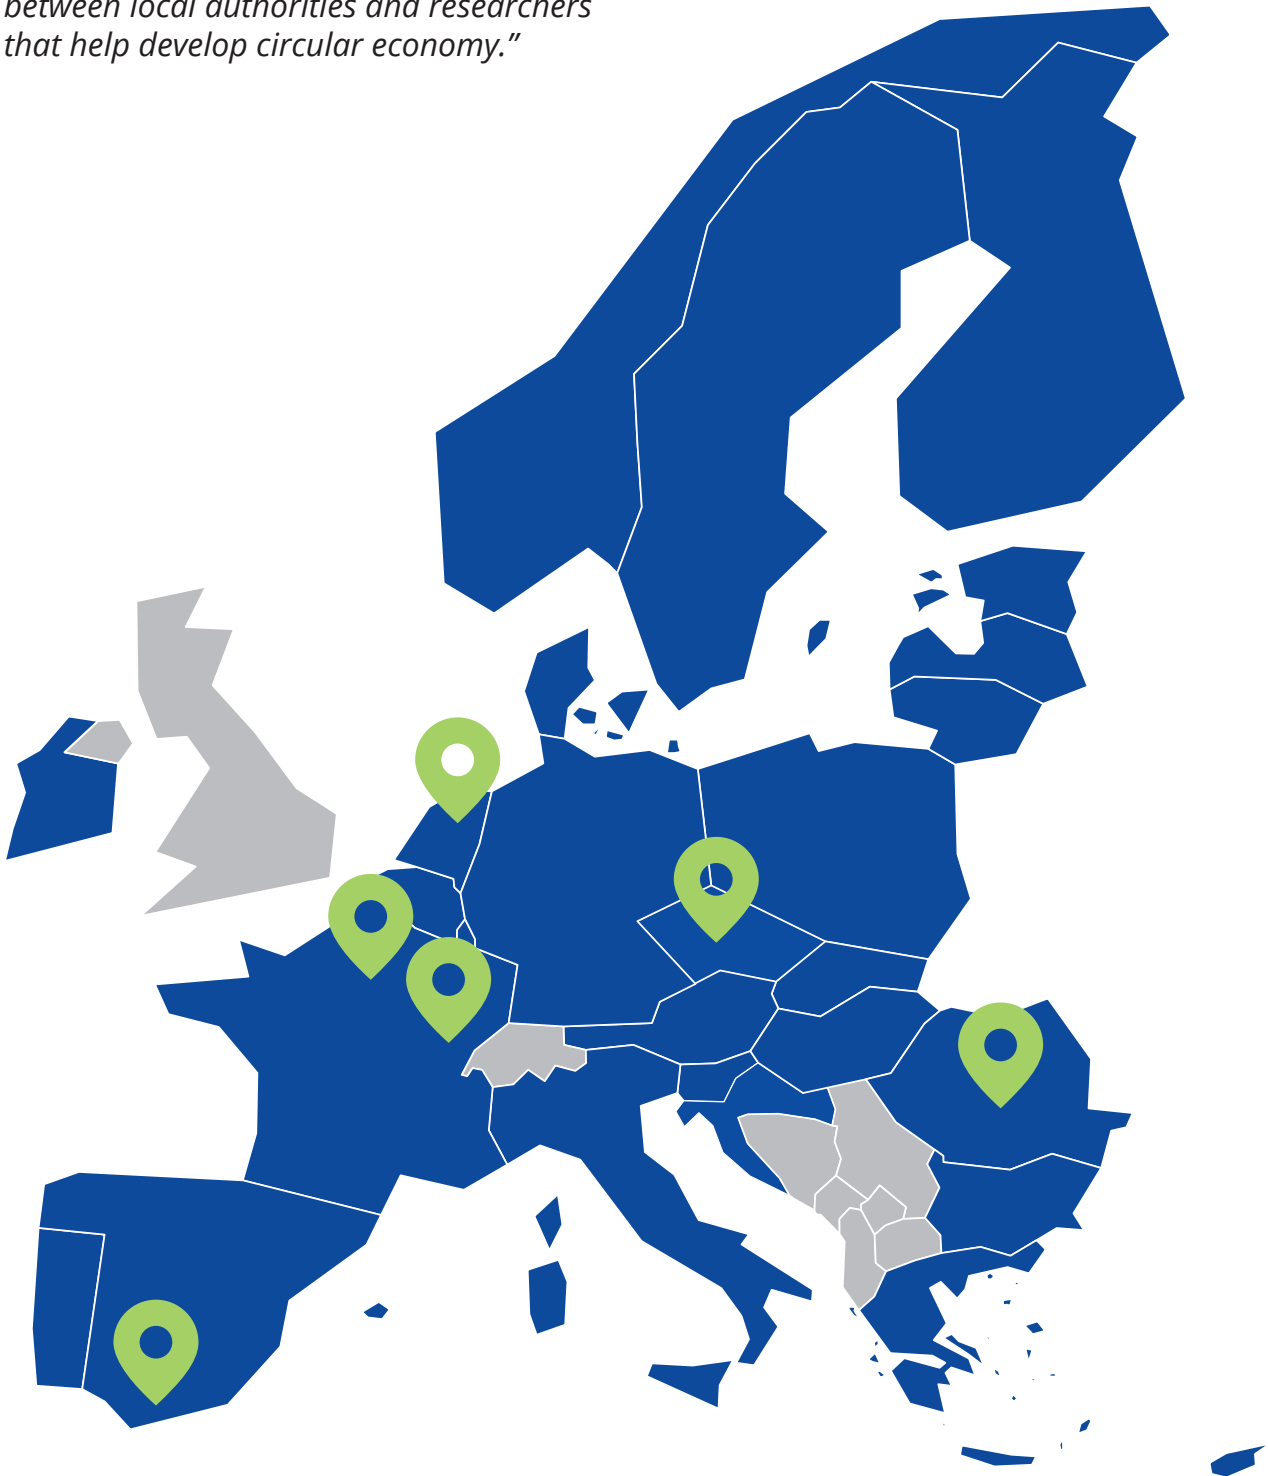 between local authorities and researchers
that help develop circular economy.”